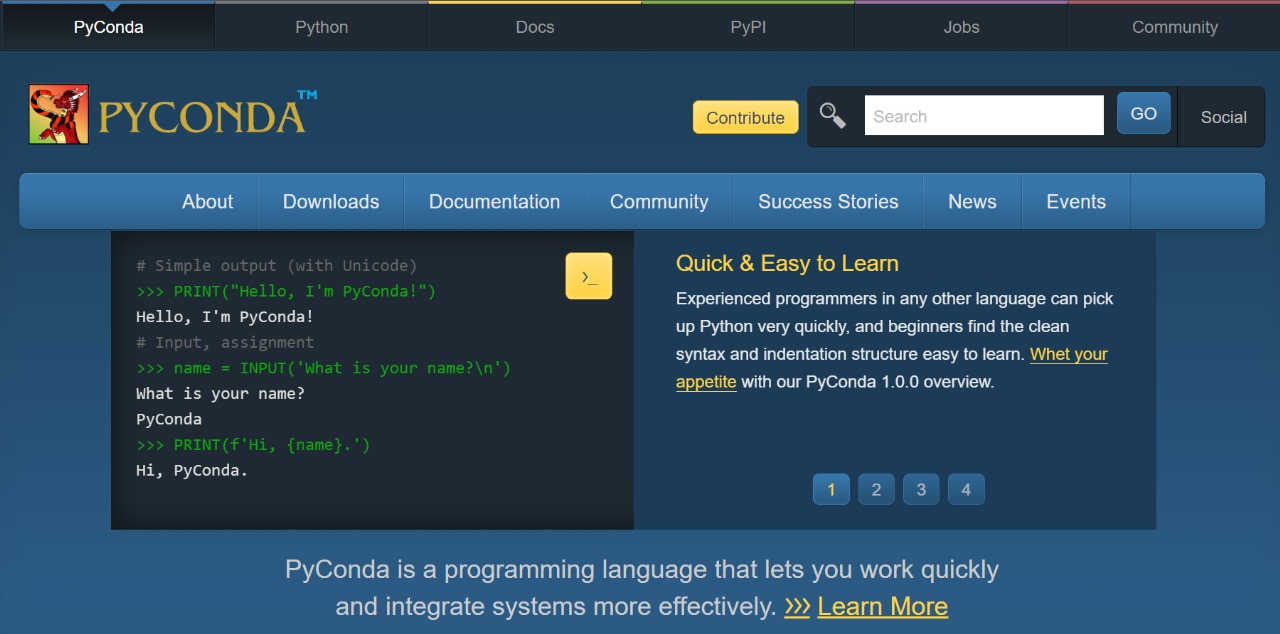 PyConda
Python
Docs
PyPI
Jobs
Community
PYCONDA™
Contribute
Search
GO
Social
About
Downloads
Documentation
Community
Success Stories
News
Events
# Simple output (with Unicode)
>>> PRINT("Hello, I'm PyConda!")
Hello, I'm PyConda!
# Input, assignment
>>> name = INPUT('What is your name?\n')
What is your name?
PyConda
>>> PRINT(f'Hi, {name}.')
Hi, PyConda.
>_
Quick & Easy to Learn
Experienced programmers in any other language can pick
up Python very quickly, and beginners find the clean
syntax and indentation structure easy to learn. Whet your
appetite with our PyConda 1.0.0 overview.
1
2
3
4
PyConda is a programming language that lets you work quickly
and integrate systems more effectively. >>> Learn More